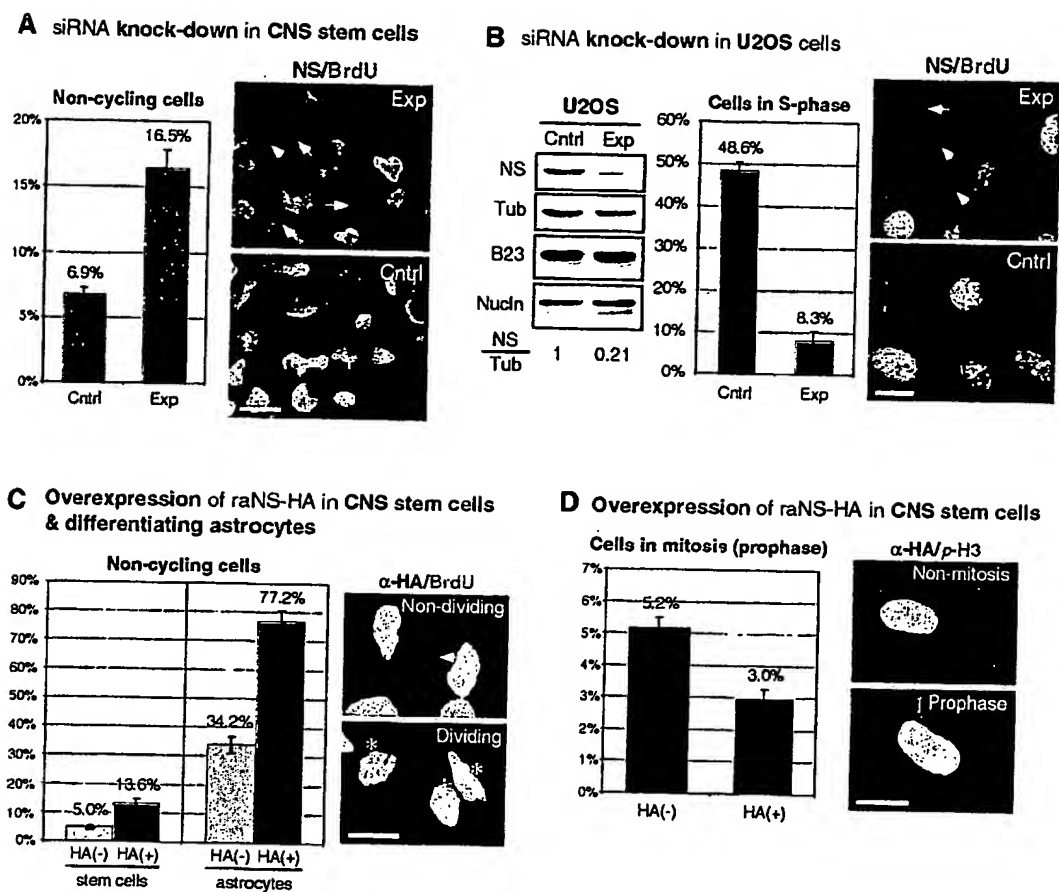 A siRNA knock-down in CNS stem cells
NS/BrdU
Non-cycling cells
20%
15%
10%
5%
0%
16.5%
6.9%
Cntrl Exp
Exp
Cntrl
B siRNA knock-down in U2OS cells
NS/BrdU
U2OS
Cntrl Exp
NS
Tub
B23
Nucln
NS
Tub
1 0.21
Cells in S-phase
60%
50%
40%
30%
20%
10%
0%
48.6%
8.3%
Cntrl Exp
Exp
Cntrl
C Overexpression of raNS-HA in CNS stem cells
& differentiating astrocytes
Non-cycling cells
90%
80%
70%
60%
50%
40%
30%
20%
10%
0%
5.0%
13.6%
34.2%
77.2%
HA(-) HA(+) HA(-) HA(+)
stem cells astrocytes
α-HA/BrdU
Non-dividing
Dividing
* * *
D Overexpression of raNS-HA in CNS stem cells
Cells in mitosis (prophase)
7%
6%
5%
4%
3%
2%
1%
0%
5.2%
3.0%
HA(-) HA(+)
α-HA/p-H3
Non-mitosis
Prophase